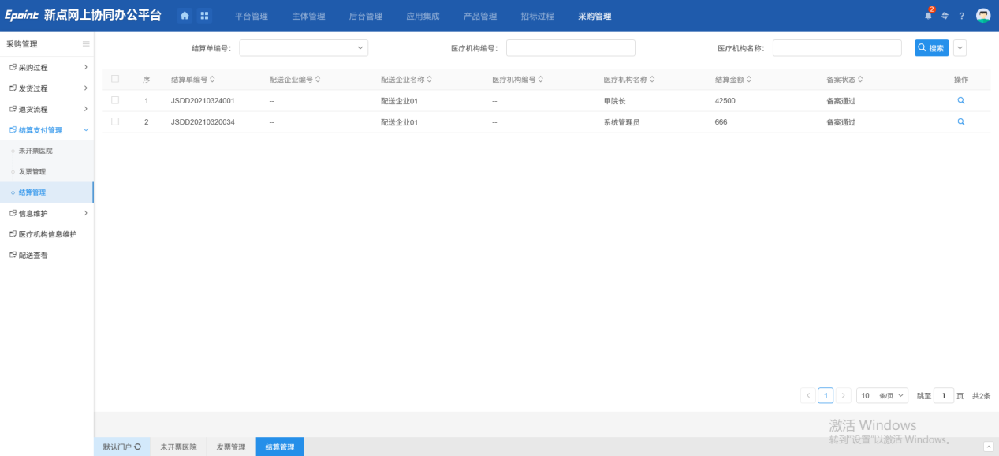 Epoint 新点网上协同办公平台 平台管理 主体管理 后台管理 应用集成 产品管理 招标过程 采购管理 2 ?
采购管理
采购过程
发货过程
退货流程
结算支付管理
未开票医院
发票管理
结算管理
信息维护
医疗机构信息维护
配送查看
结算单编号： 医疗机构编号： 医疗机构名称： 搜索
序 结算单编号 配送企业编号 配送企业名称 医疗机构编号 医疗机构名称 结算金额 备案状态 操作
1 JSDD20210324001 -- 配送企业01 -- 甲院长 42500 备案通过
2 JSDD20210320034 -- 配送企业01 -- 系统管理员 666 备案通过
1 10 条/页 跳至 1 页 共2条
激活 Windows
转到"设置"以激活 Windows。
默认门户 未开票医院 发票管理 结算管理